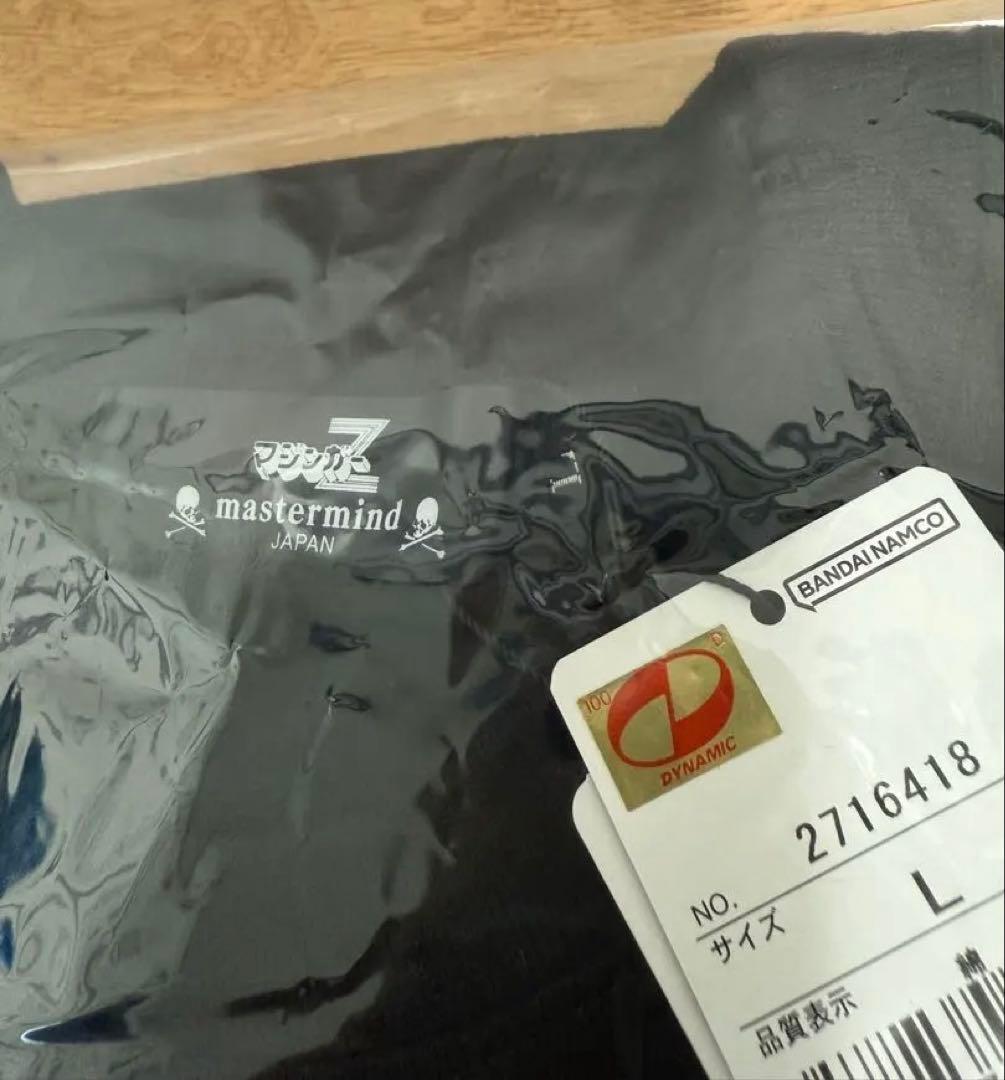 マジンガーZ
mastermind
JAPAN
BANDAI NAMCO
100
D
DYNAMIC
NO.
2716418
サイズ
L
品質表示
綿